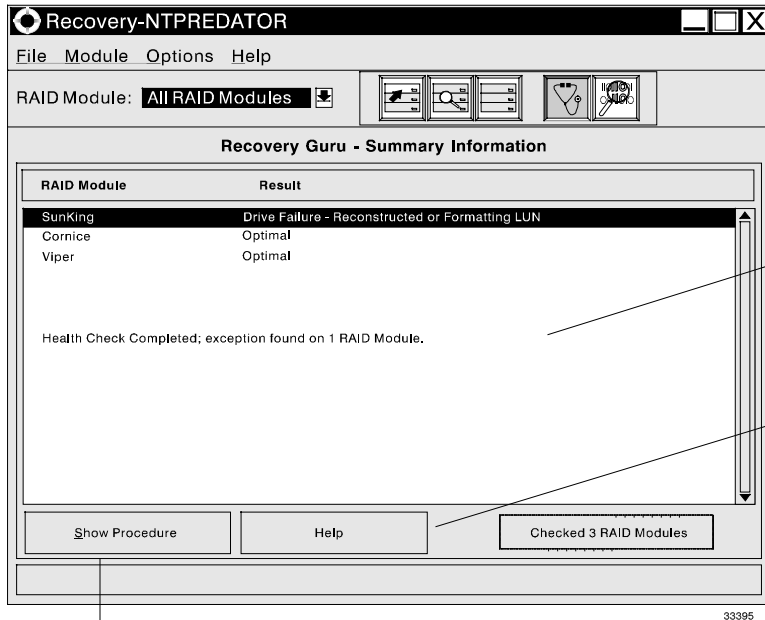 Recovery-NTPREDATOR
File Module Options Help
RAID Module: All RAID Modules
Recovery Guru - Summary Information
RAID Module Result
SunKing Drive Failure - Reconstructed or Formatting LUN
Cornice Optimal
Viper Optimal
Health Check Completed; exception found on 1 RAID Module.
Show Procedure Help Checked 3 RAID Modules
33395